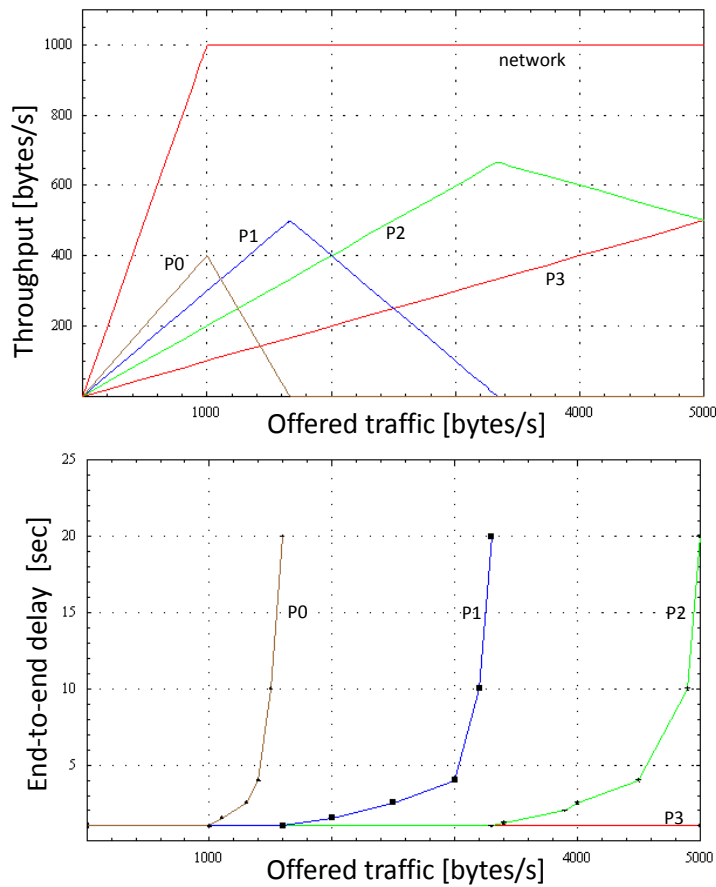 Throughput [bytes/s]
1000
800
600
400
200
network
P0
P1
P2
P3
1000
4000
5000
Offered traffic [bytes/s]
End-to-end delay [sec]
25
20
15
10
5
P0
P1
P2
P3
1000
4000
5000
Offered traffic [bytes/s]